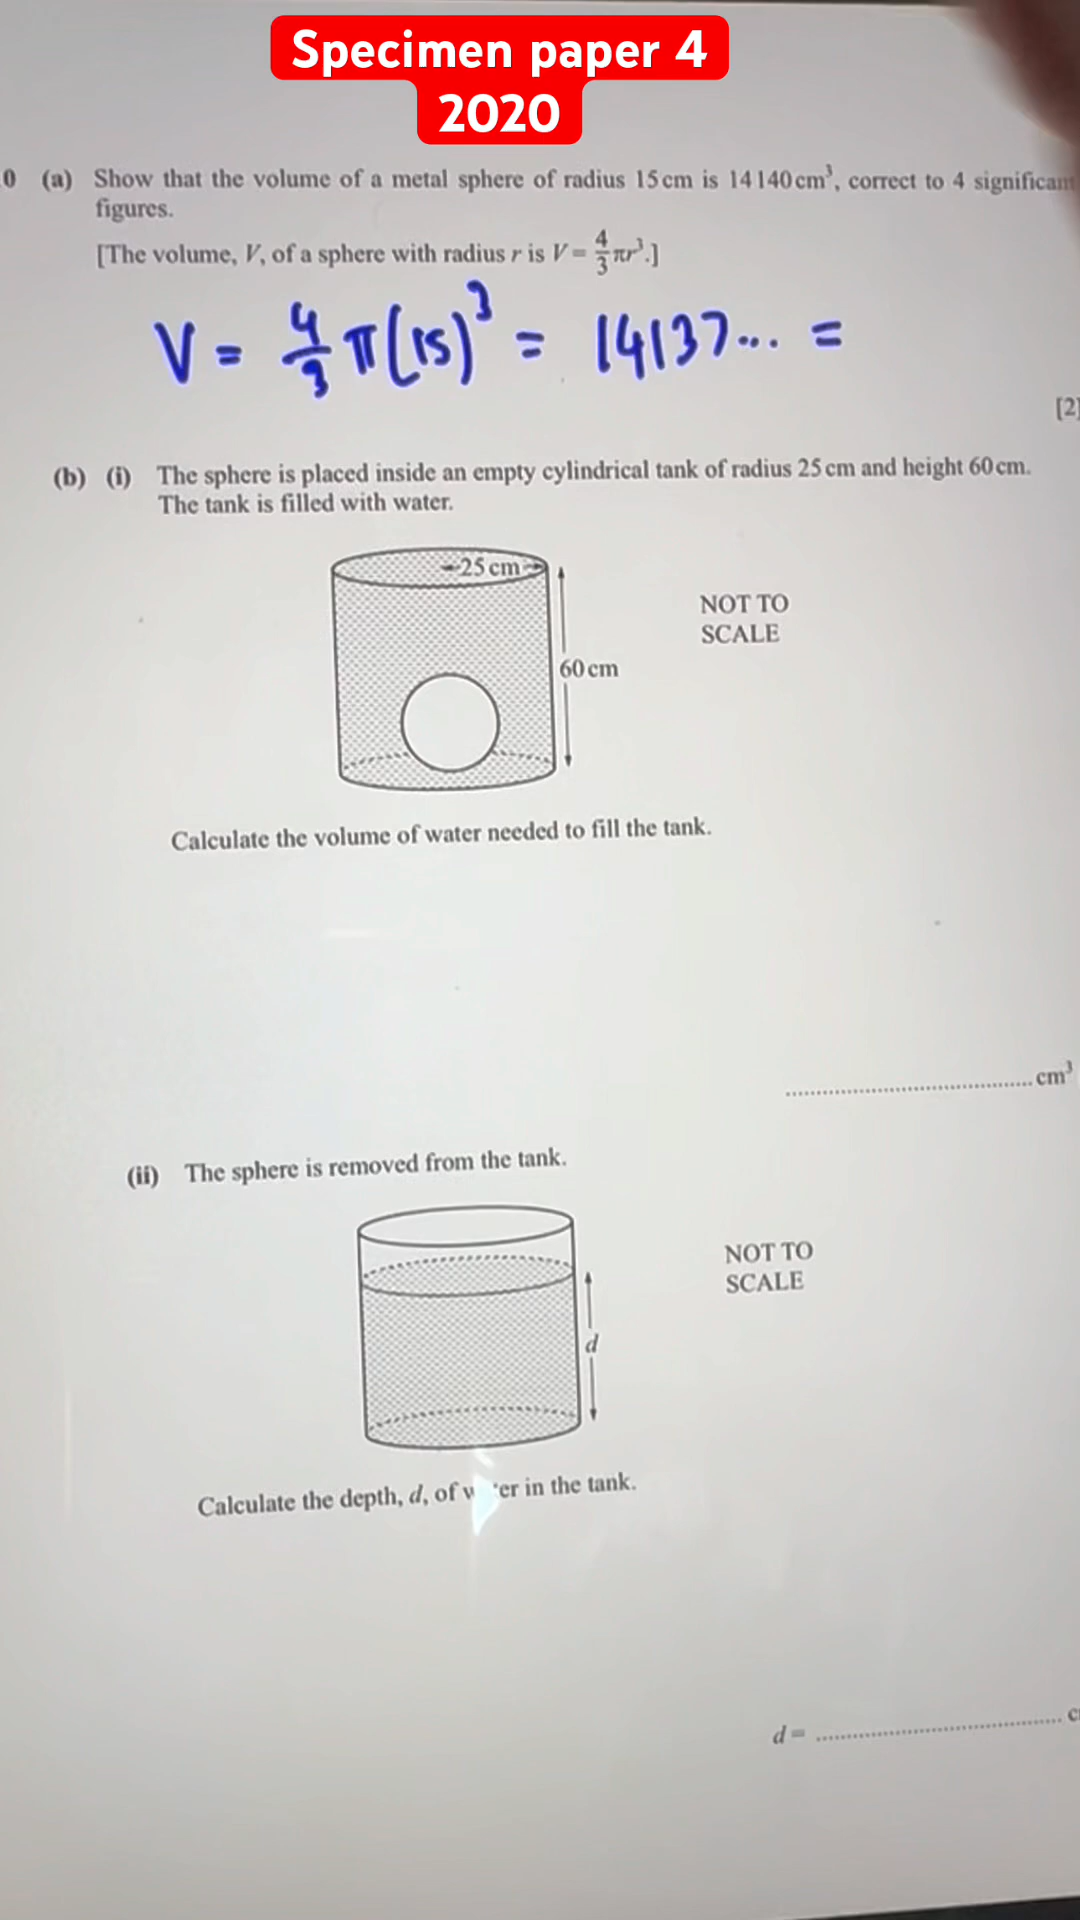 Specimen paper 4
2020
0 (a) Show that the volume of a metal sphere of radius 15 cm is 14 140 cm³, correct to 4 significant
figures.
[The volume, V, of a sphere with radius r is V = 4/3 πr³.]
V = 4/3 π(15)³ = 14137... =
[2]
(b) (i) The sphere is placed inside an empty cylindrical tank of radius 25 cm and height 60 cm.
The tank is filled with water.
25 cm
NOT TO
SCALE
60 cm
Calculate the volume of water needed to fill the tank.
cm³
(ii) The sphere is removed from the tank.
NOT TO
SCALE
d
Calculate the depth, d, of w er in the tank.
d =